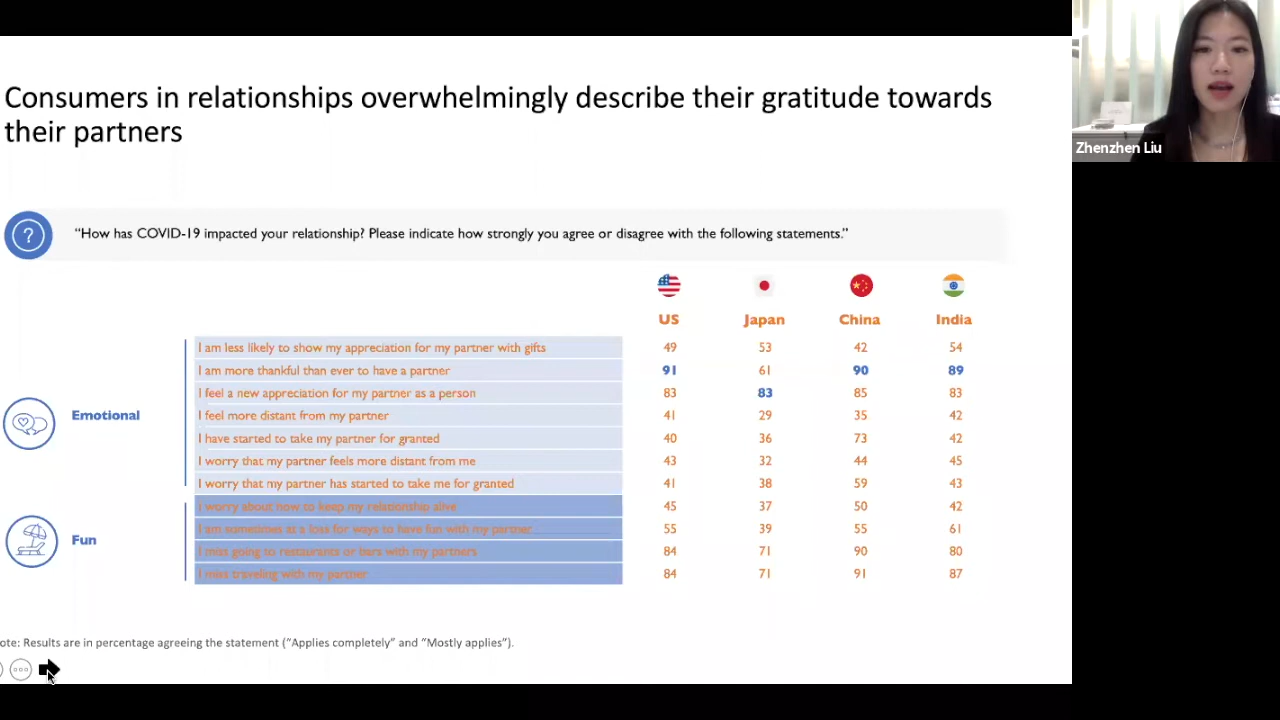 Consumers in relationships overwhelmingly describe their gratitude towards
their partners
Zhenzhen Liu
?
“How has COVID-19 impacted your relationship? Please indicate how strongly you agree or disagree with the following statements.”
US Japan China India
I am less likely to show my appreciation for my partner with gifts 49 53 42 54
I am more thankful than ever to have a partner 91 61 90 89
I feel a new appreciation for my partner as a person 83 83 85 83
Emotional
I feel more distant from my partner 41 29 35 42
I have started to take my partner for granted 40 36 73 42
I worry that my partner feels more distant from me 43 32 44 45
I worry that my partner has started to take me for granted 41 38 59 43
I worry about how to keep my relationship alive 45 37 50 42
I am sometimes at a loss for ways to have fun with my partner 55 39 55 61
Fun
I miss going to restaurants or bars with my partners 84 71 90 80
I miss traveling with my partner 84 71 91 87
ote: Results are in percentage agreeing the statement (“Applies completely” and “Mostly applies”).